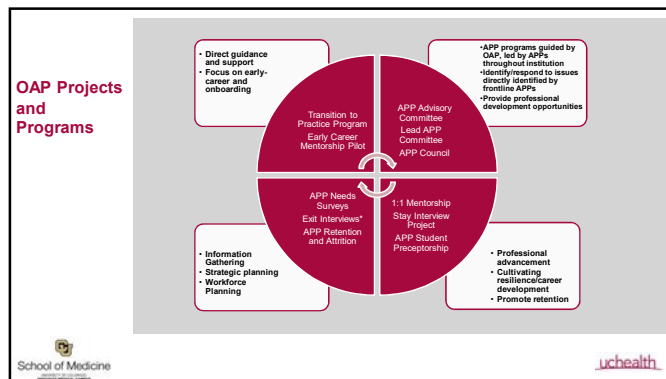 OAP Projects
and
Programs
• Direct guidance
and support
• Focus on early-
career and
onboarding
•APP programs guided by
OAP, led by APPs
throughout institution
•Identify/respond to issues
directly identified by
frontline APPs
•Provide professional
development opportunities
Transition to
Practice Program
Early Career
Mentorship Pilot
APP Advisory
Committee
Lead APP
Committee
APP Council
APP Needs
Surveys
Exit Interviews*
APP Retention
and Attrition
1:1 Mentorship
Stay Interview
Project
APP Student
Preceptorship
• Information
Gathering
• Strategic planning
• Workforce
Planning
• Professional
advancement
• Cultivating
resilience/career
development
• Promote retention
School of Medicine
uchealth